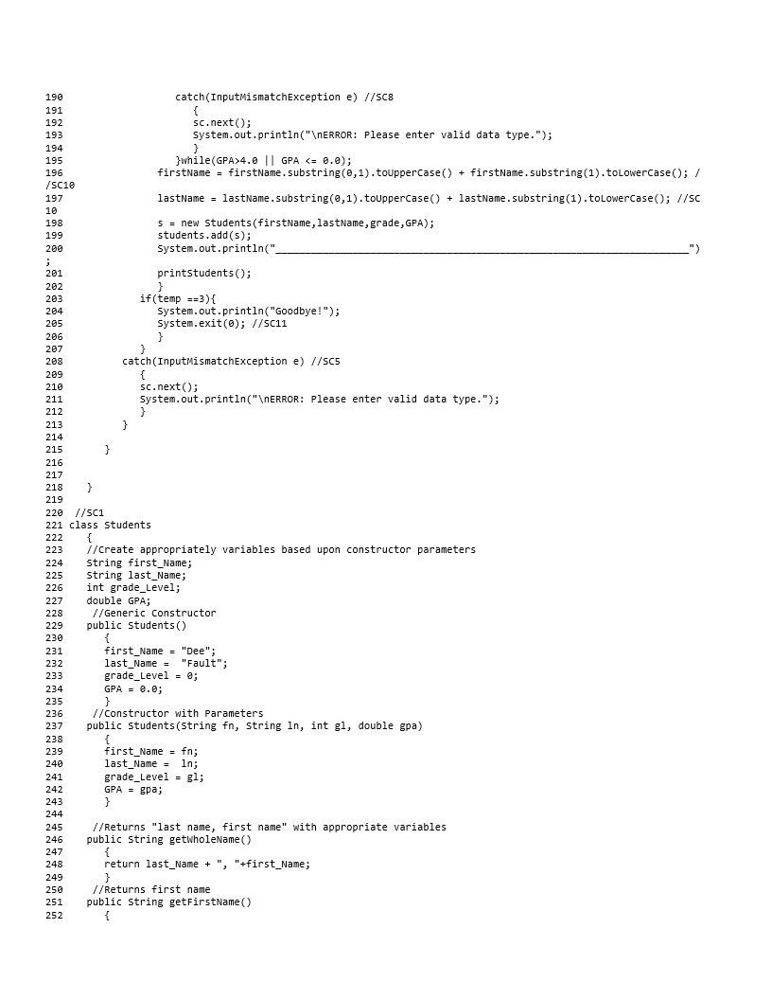 190                   catch(InputMismatchException e) //SC8
191                      {
192                      sc.next();
193                      System.out.println("\nERROR: Please enter valid data type.");
194                      }
195                   }while(GPA>4.0 || GPA <= 0.0);
196                firstName = firstName.substring(0,1).toUpperCase() + firstName.substring(1).toLowerCase(); /
/SC10
197                lastName = lastName.substring(0,1).toUpperCase() + lastName.substring(1).toLowerCase(); //SC
10
198                s = new Students(firstName,lastName,grade,GPA);
199                students.add(s);
200                System.out.println("______________________________________________________________________")
;
201                printStudents();
202                }
203             if(temp ==3){
204                System.out.println("Goodbye!");
205                System.exit(0); //SC11
206                }
207             }
208          catch(InputMismatchException e) //SC5
209             {
210             sc.next();
211             System.out.println("\nERROR: Please enter valid data type.");
212             }
213          }
214
215       }
216
217
218    }
219
220  //SC1
221 class Students
222    {
223    //Create appropriately variables based upon constructor parameters
224    String first_Name;
225    String last_Name;
226    int grade_Level;
227    double GPA;
228     //Generic Constructor
229    public Students()
230       {
231       first_Name = "Dee";
232       last_Name =  "Fault";
233       grade_Level = 0;
234       GPA = 0.0;
235       }
236     //Constructor with Parameters
237    public Students(String fn, String ln, int gl, double gpa)
238       {
239       first_Name = fn;
240       last_Name =  ln;
241       grade_Level = gl;
242       GPA = gpa;
243       }
244
245     //Returns "last name, first name" with appropriate variables
246    public String getWholeName()
247       {
248       return last_Name + ", "+first_Name;
249       }
250     //Returns first name
251    public String getFirstName()
252       {